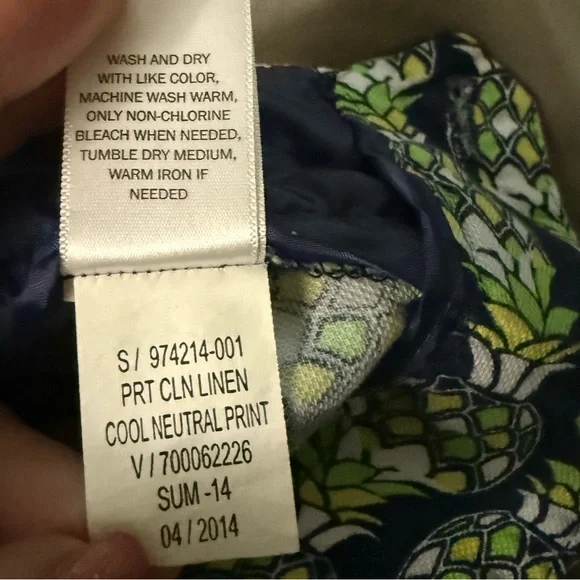 WASH AND DRY
WITH LIKE COLOR,
MACHINE WASH WARM,
ONLY NON-CHLORINE
BLEACH WHEN NEEDED,
TUMBLE DRY MEDIUM,
WARM IRON IF
NEEDED
S/ 974214-001
PRT CLN LINEN
COOL NEUTRAL PRINT
V/700062226
SUM -14
04/2014